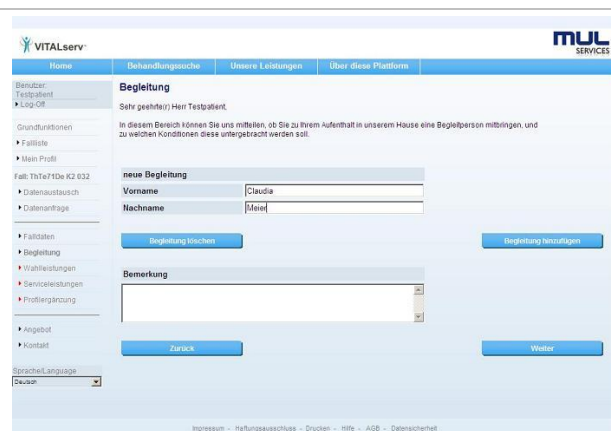 VITALserv
MUL
SERVICES
Home
Behandlungssuche
Unsere Leistungen
Über diese Plattform
Benutzer:
Testpatient
Log-Off
Grundfunktionen
Fallliste
Mein Profil
Fall: ThTe71De K2 032
Datenaustausch
Datenanfrage
Falldaten
Begleitung
Wahlleistungen
Serviceleistungen
Profilergänzung
Angebot
Kontakt
Sprache/Language
Deutsch
Begleitung
Sehr geehrte(r) Herr Testpatient,
In diesem Bereich können Sie uns mitteilen, ob Sie zu Ihrem Aufenthalt in unserem Hause eine Begleitperson mitbringen, und
zu welchen Konditionen diese untergebracht werden soll.
neue Begleitung
Vorname Claudia
Nachname Meier
Begleitung löschen
Begleitung hinzufügen
Bemerkung
Zurück
Weiter
Impressum - Haftungsausschluss - Drucken - Hilfe - AGB - Datensicherheit